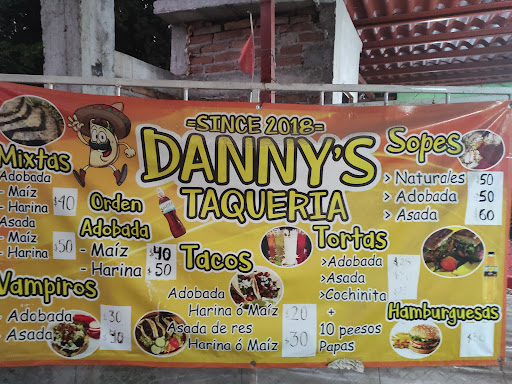 =SINCE 2018=
DANNY'S
TAQUERIA
Mixtas
Adobada
- Maíz
- Harina $40
Asada
- Maíz
- Harina $50
Vampiros
- Adobada $30
- Asada $40
Orden
Adobada
- Maíz $40
- Harina $50
Tacos
Adobada
Harina ó Maíz $20
Asada de res
Harina ó Maíz $30
Sopes
> Naturales 50
> Adobada 50
> Asada 60
Tortas
>Adobada
>Asada
>Cochinita
+
10 peesos
Papas
Hamburguesas